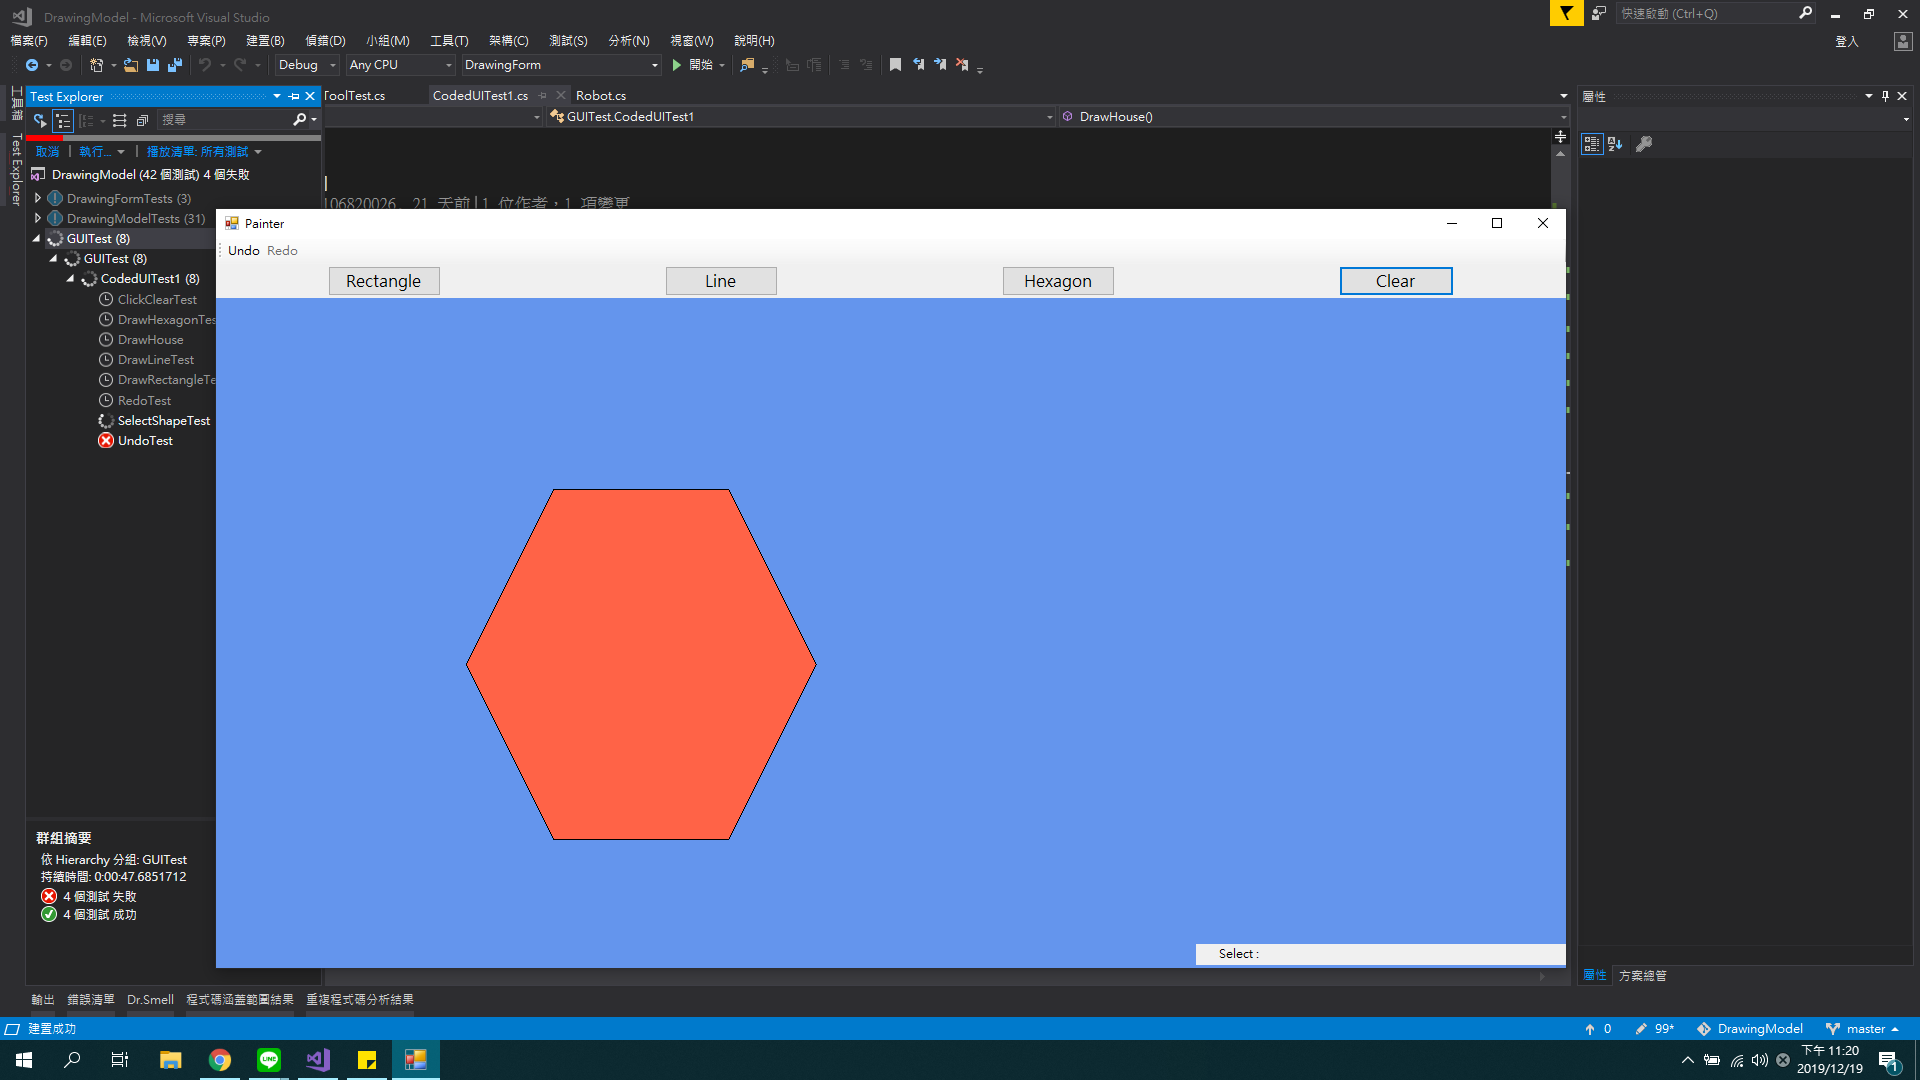 DrawingModel - Microsoft Visual Studio
快速啟動 (Ctrl+Q)
檔案(F) 編輯(E) 檢視(V) 專案(P) 建置(B) 偵錯(D) 小組(M) 工具(T) 架構(C) 測試(S) 分析(N) 視窗(W) 說明(H)
登入
Debug Any CPU DrawingForm 開始
工具箱
Test Explorer
Test Explorer
ToolTest.cs CodedUITest1.cs Robot.cs
屬性
搜尋
GUITest.CodedUITest1 DrawHouse()
取消 | 執行... | 播放清單: 所有測試
DrawingModel (42 個測試) 4 個失敗
106820026, 21 天前 | 1 位作者，1 項變更
DrawingFormTests (3)
DrawingModelTests (31)
GUITest (8)
GUITest (8)
CodedUITest1 (8)
ClickClearTest
DrawHexagonTes
DrawHouse
DrawLineTest
DrawRectangleTe
RedoTest
SelectShapeTest
UndoTest
Painter
Undo Redo
Rectangle Line Hexagon Clear
Select :
群組摘要
依 Hierarchy 分組: GUITest
持續時間: 0:00:47.6851712
4 個測試 失敗
4 個測試 成功
屬性 方案總管
輸出 錯誤清單 Dr.Smell 程式碼涵蓋範圍結果 重複程式碼分析結果
建置成功
0 99* DrawingModel master
LINE
下午 11:20
2019/12/19
1